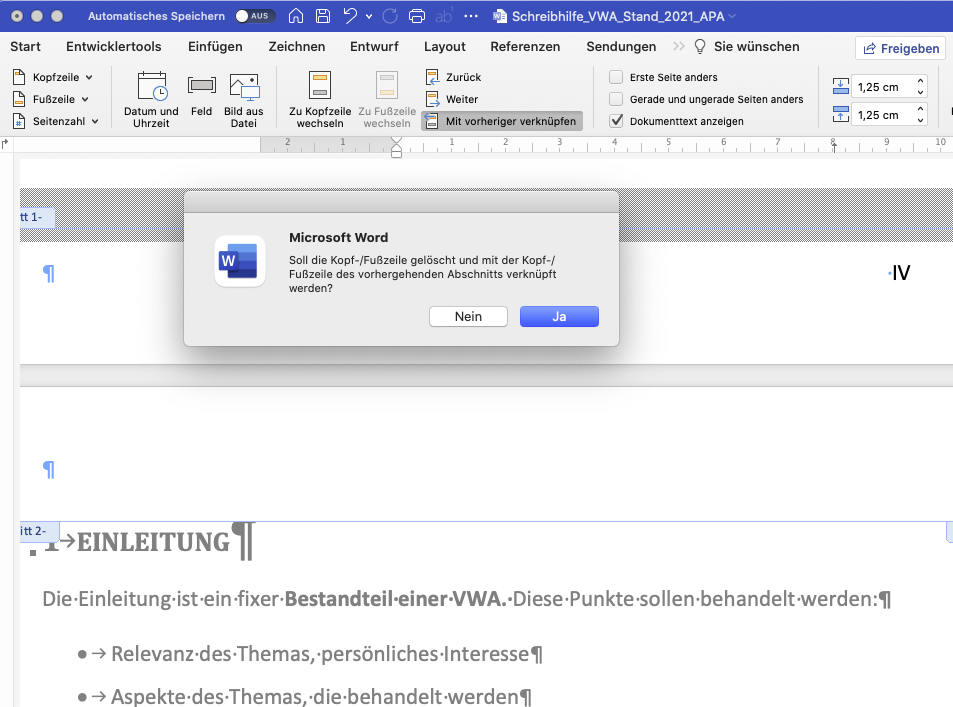 Automatisches Speichern AUS Schreibhilfe_VWA_Stand_2021_APA
Start Entwicklertools Einfügen Zeichnen Entwurf Layout Referenzen Sendungen Sie wünschen Freigeben
Kopfzeile
Fußzeile
Seitenzahl
Datum und
Uhrzeit
Feld
Bild aus
Datei
Zu Kopfzeile
wechseln
Zu Fußzeile
wechseln
Zurück
Weiter
Mit vorheriger verknüpfen
Erste Seite anders
Gerade und ungerade Seiten anders
Dokumenttext anzeigen
1,25 cm
1,25 cm
2 1 1 2 3 4 5 6 7 8 9 10
tt 1-
Microsoft Word
Soll die Kopf-/Fußzeile gelöscht und mit der Kopf-/
Fußzeile des vorhergehenden Abschnitts verknüpft
werden?
Nein Ja
¶ ·IV
¶
itt 2-
1→EINLEITUNG¶
Die·Einleitung·ist·ein·fixer·Bestandteil·einer·VWA.·Diese·Punkte·sollen·behandelt·werden:¶
•→Relevanz·des·Themas,·persönliches·Interesse¶
•→Aspekte·des·Themas,·die·behandelt·werden¶